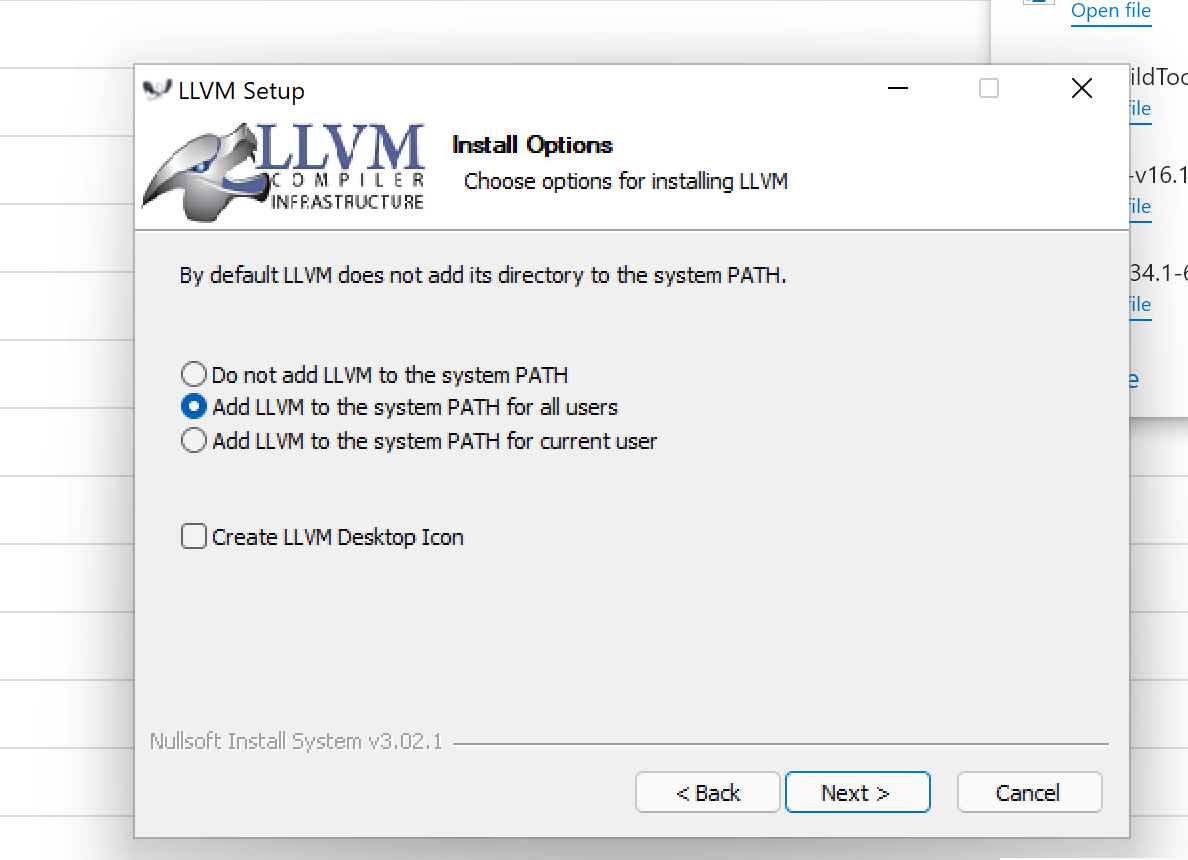 Open file
LLVM Setup
ildToo
file
LLVM
COMPILER
INFRASTRUCTURE
Install Options
Choose options for installing LLVM
-v16.1
file
By default LLVM does not add its directory to the system PATH.
34.1-6
file
Do not add LLVM to the system PATH
e
Add LLVM to the system PATH for all users
Add LLVM to the system PATH for current user
Create LLVM Desktop Icon
Nullsoft Install System v3.02.1
< Back
Next >
Cancel